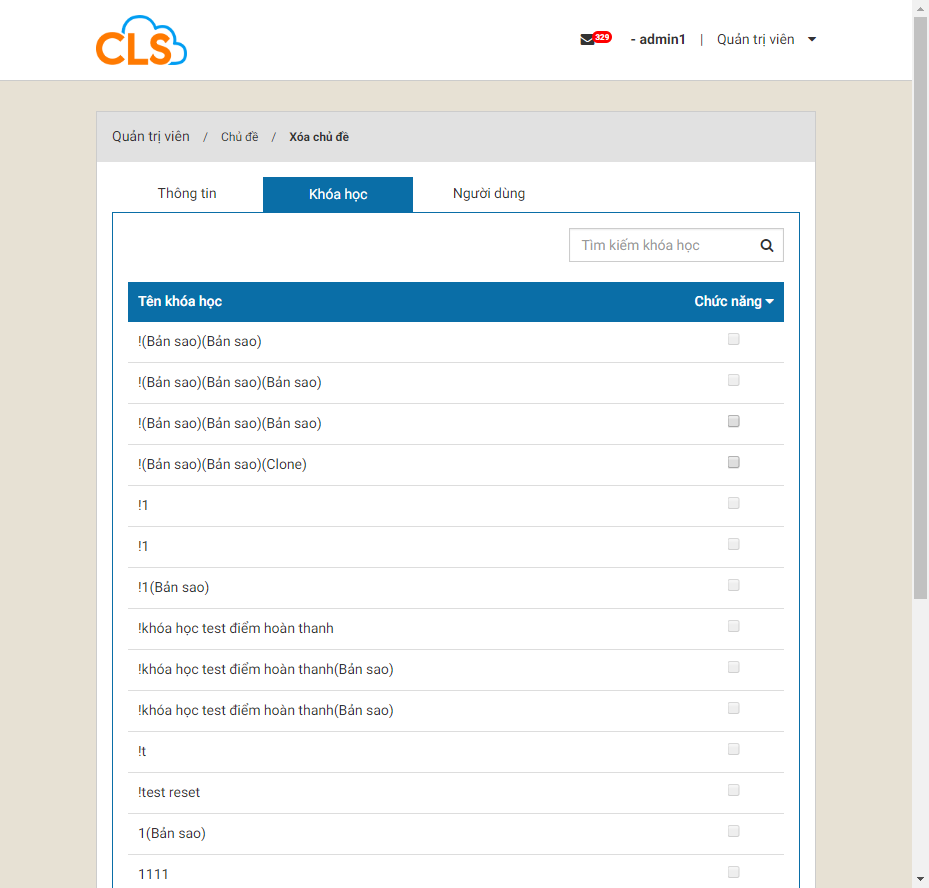 CLS
329
- admin1 | Quản trị viên
Quản trị viên / Chủ đề / Xóa chủ đề
Thông tin Khóa học Người dùng
Tìm kiếm khóa học
Tên khóa học Chức năng
!(Bản sao)(Bản sao)
!(Bản sao)(Bản sao)(Bản sao)
!(Bản sao)(Bản sao)(Bản sao)
!(Bản sao)(Bản sao)(Clone)
!1
!1
!1(Bản sao)
!khóa học test điểm hoàn thanh
!khóa học test điểm hoàn thanh(Bản sao)
!khóa học test điểm hoàn thanh(Bản sao)
!t
!test reset
1(Bản sao)
1111